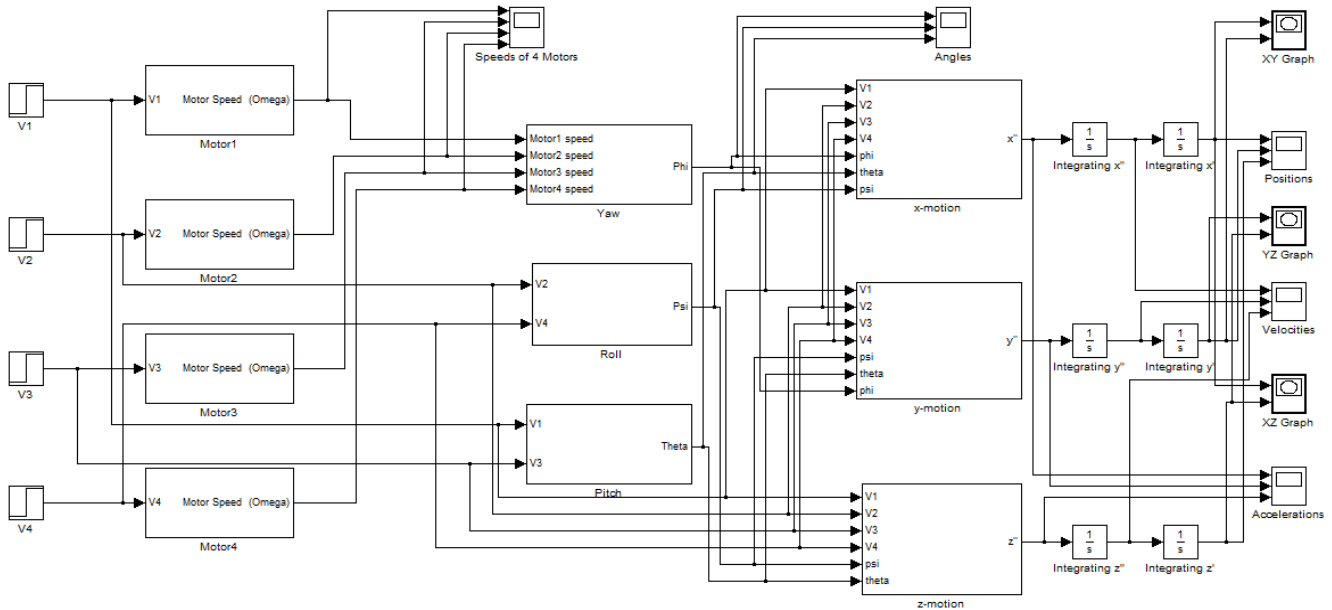 Speeds of 4 Motors
Angles
XY Graph
V1
V1
Motor Speed (Omega)
Motor1
Motor1 speed
Motor2 speed
Motor3 speed
Motor4 speed
Phi
Yaw
V1
V2
V3
V4
phi
theta
psi
x''
x-motion
1
s
Integrating x''
1
s
Integrating x'
Positions
V2
V2
Motor Speed (Omega)
Motor2
YZ Graph
V2
V4
Psi
Roll
V1
V2
V3
V4
psi
theta
phi
y''
y-motion
1
s
Integrating y''
1
s
Integrating y'
Velocities
V3
V3
Motor Speed (Omega)
Motor3
XZ Graph
V1
V3
Theta
Pitch
V4
V4
Motor Speed (Omega)
Motor4
V1
V2
V3
V4
psi
theta
z''
z-motion
1
s
Integrating z''
1
s
Integrating z'
Accelerations